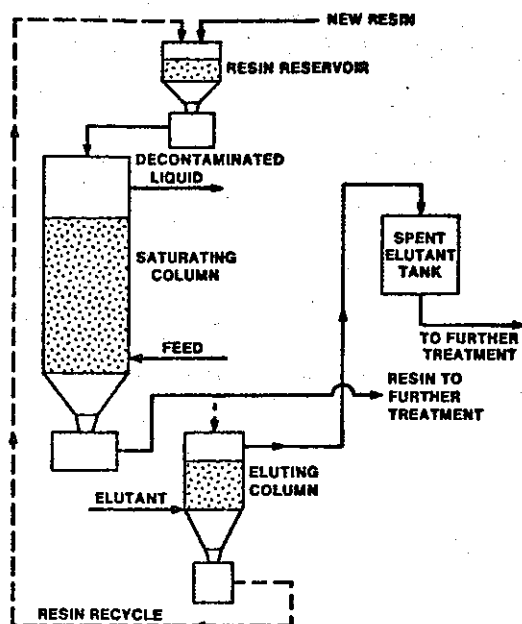 NEW RESIN
RESIN RESERVOIR
DECONTAMINATED
LIQUID
SATURATING
COLUMN
SPENT
ELUTANT
TANK
FEED
TO FURTHER
TREATMENT
RESIN TO
FURTHER
TREATMENT
ELUTING
COLUMN
ELUTANT
RESIN RECYCLE